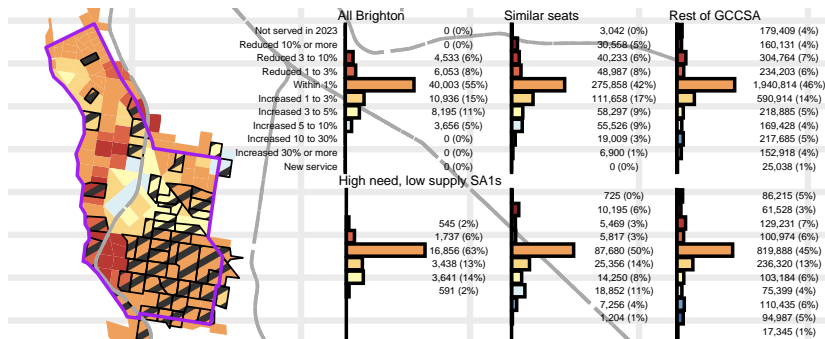 All Brighton Similar seats Rest of GCCSA
Not served in 2023 0 (0%) 3,042 (0%) 179,409 (4%)
Reduced 10% or more 0 (0%) 30,558 (5%) 160,131 (4%)
Reduced 3 to 10% 4,533 (6%) 40,233 (6%) 304,764 (7%)
Reduced 1 to 3% 6,053 (8%) 48,987 (8%) 234,203 (6%)
Within 1% 40,003 (55%) 275,858 (42%) 1,940,814 (46%)
Increased 1 to 3% 10,936 (15%) 111,658 (17%) 590,914 (14%)
Increased 3 to 5% 8,195 (11%) 58,297 (9%) 218,885 (5%)
Increased 5 to 10% 3,656 (5%) 55,526 (9%) 169,428 (4%)
Increased 10 to 30% 0 (0%) 19,009 (3%) 217,685 (5%)
Increased 30% or more 0 (0%) 6,900 (1%) 152,918 (4%)
New service 0 (0%) 0 (0%) 25,038 (1%)
High need, low supply SA1s
725 (0%) 86,215 (5%)
10,195 (6%) 61,528 (3%)
545 (2%) 5,469 (3%) 129,231 (7%)
1,737 (6%) 5,817 (3%) 100,974 (6%)
16,856 (63%) 87,680 (50%) 819,888 (45%)
3,438 (13%) 25,356 (14%) 236,320 (13%)
3,641 (14%) 14,250 (8%) 103,184 (6%)
591 (2%) 18,852 (11%) 75,399 (4%)
7,256 (4%) 110,435 (6%)
1,204 (1%) 94,987 (5%)
17,345 (1%)